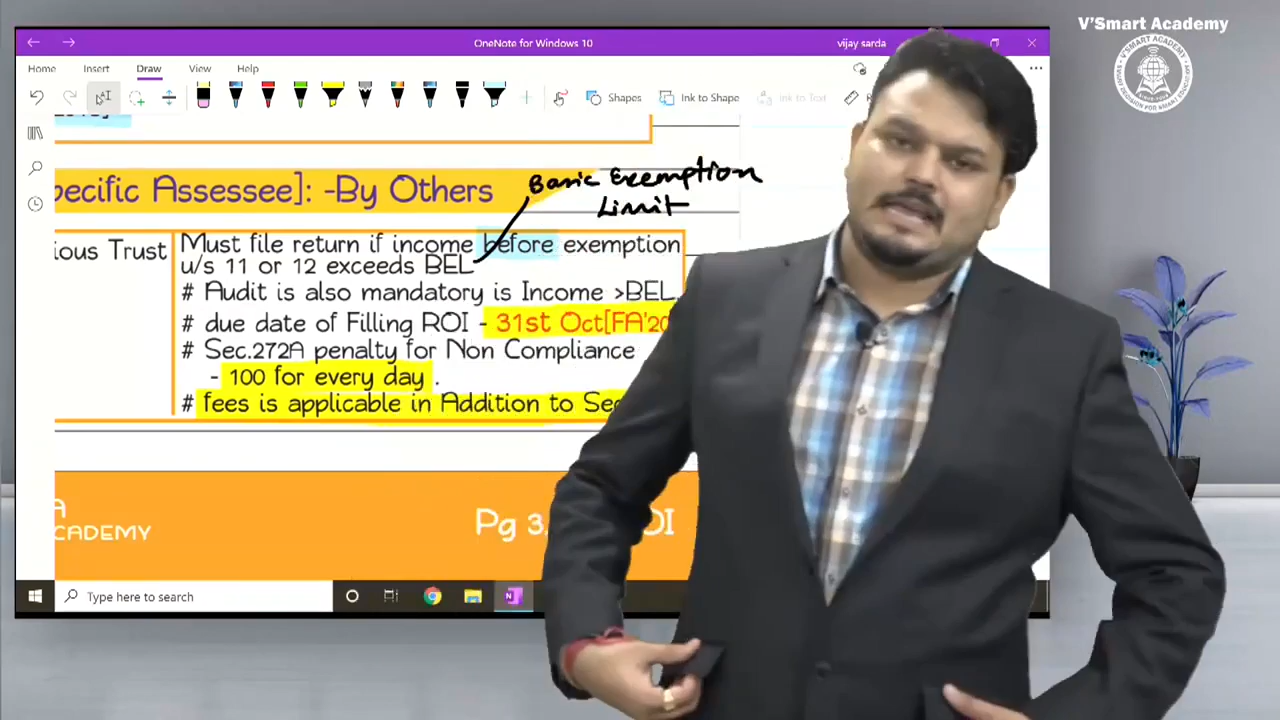 V'Smart Academy
OneNote for Windows 10
vijay sarda
Home Insert Draw View Help
Shapes Ink to Shape Ink to Text
pecific Assessee]: -By Others
Basic Exemption
Limit
ious Trust
Must file return if income before exemption
u/s 11 or 12 exceeds BEL
# Audit is also mandatory is Income >BEL.
# due date of Filling ROI - 31st Oct[FA'20
# Sec.272A penalty for Non Compliance
- 100 for every day .
# fees is applicable in Addition to Sec
A
CADEMY
Pg 3. OI
Type here to search